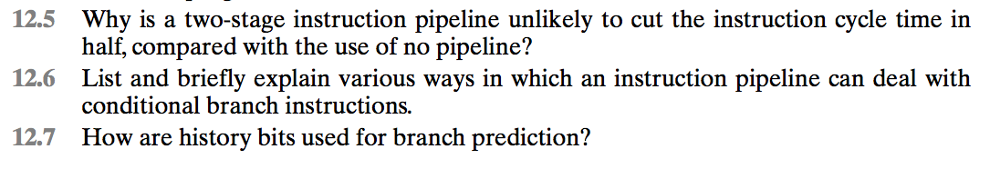 12.5 Why is a two-stage instruction pipeline unlikely to cut the instruction cycle time in
half, compared with the use of no pipeline?
12.6 List and briefly explain various ways in which an instruction pipeline can deal with
conditional branch instructions.
12.7 How are history bits used for branch prediction?